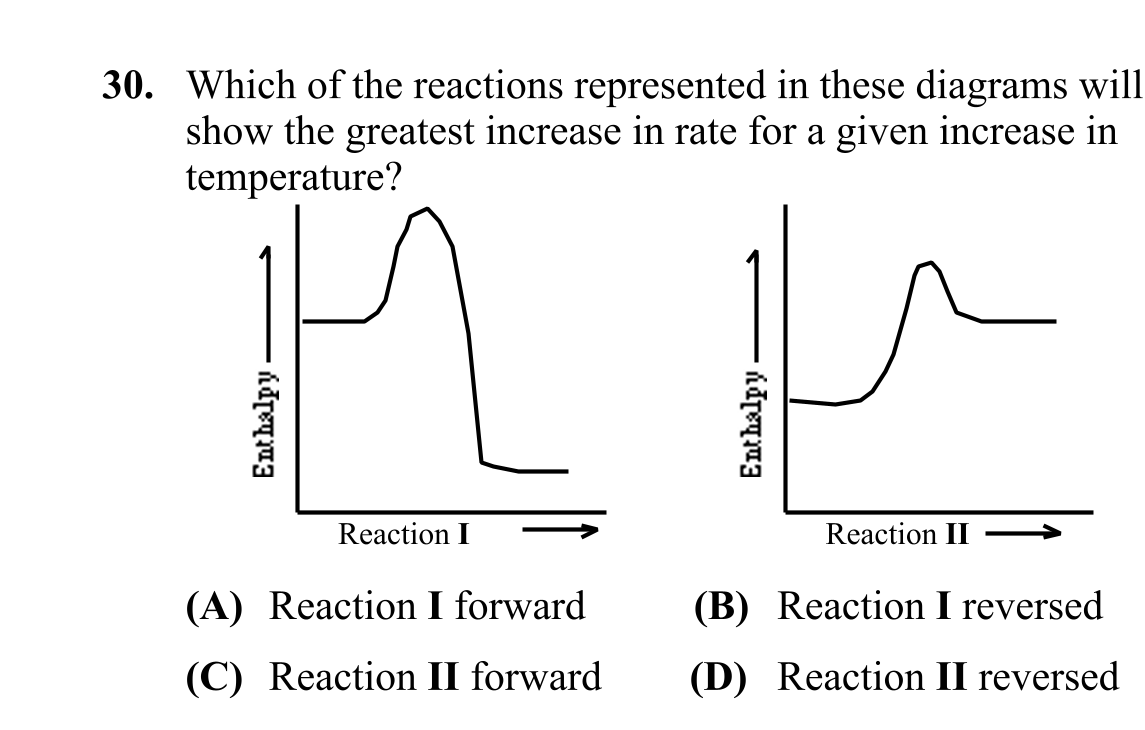 30. Which of the reactions represented in these diagrams will
show the greatest increase in rate for a given increase in
temperature?
Enthalpy
Enthalpy
Reaction I
Reaction II
(A) Reaction I forward
(B) Reaction I reversed
(C) Reaction II forward
(D) Reaction II reversed